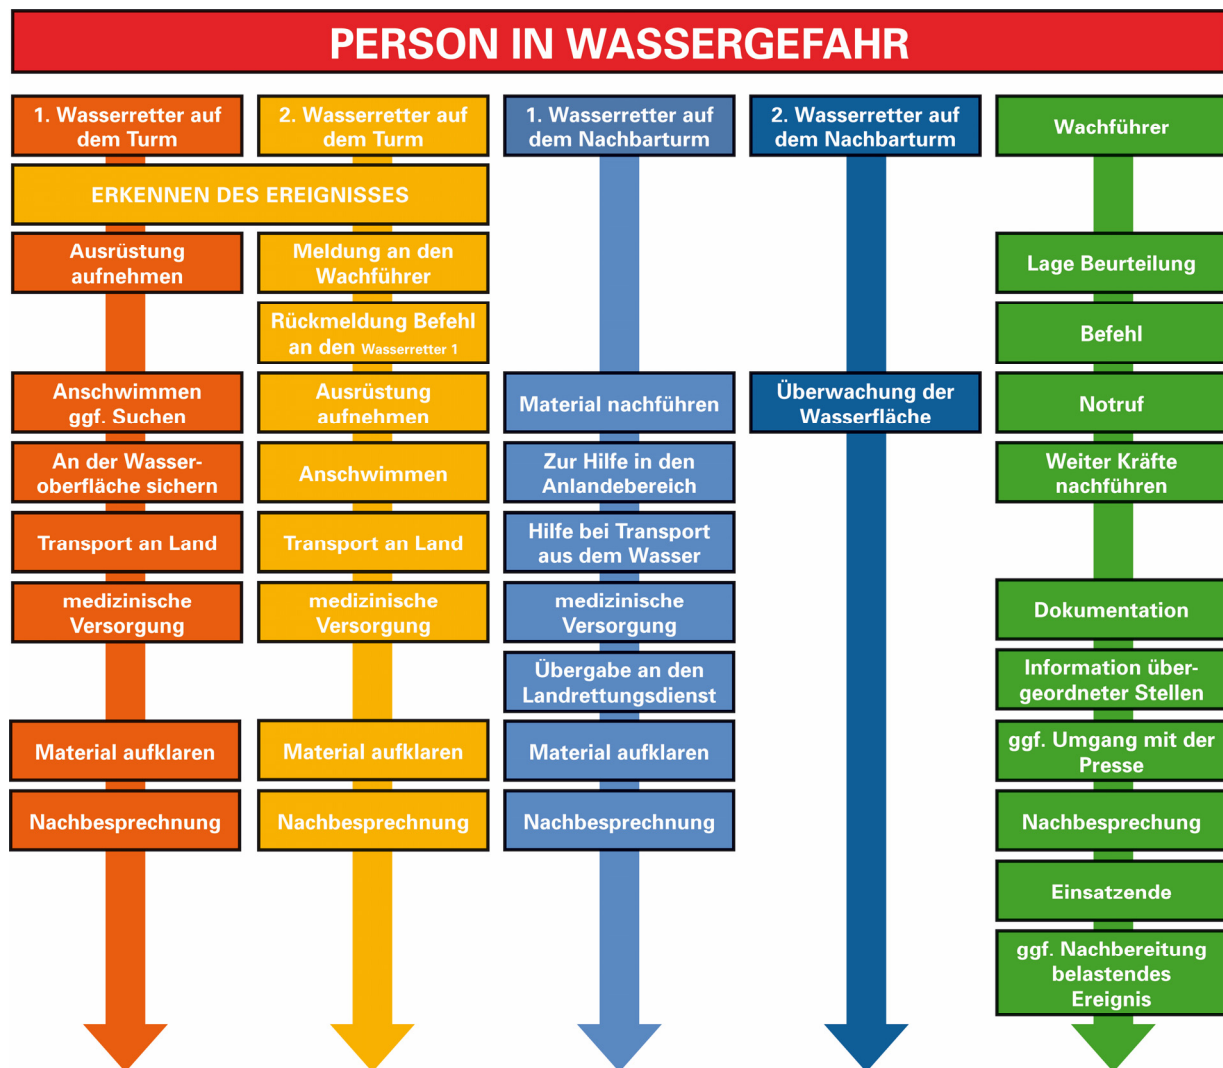 PERSON IN WASSERGEFAHR
1. Wasserretter auf
dem Turm
ERKENNEN DES EREIGNISSES
Ausrüstung
aufnehmen
Anschwimmen
ggf. Suchen
An der Wasser-
oberfläche sichern
Transport an Land
medizinische
Versorgung
Material aufklaren
Nachbesprechnung
2. Wasserretter auf
dem Turm
Meldung an den
Wachführer
Rückmeldung Befehl
an den Wasserretter 1
Ausrüstung
aufnehmen
Anschwimmen
Transport an Land
medizinische
Versorgung
Material aufklaren
Nachbesprechnung
1. Wasserretter auf
dem Nachbarturm
Material nachführen
Zur Hilfe in den
Anlandebereich
Hilfe bei Transport
aus dem Wasser
medizinische
Versorgung
Übergabe an den
Landrettungsdienst
Material aufklaren
Nachbesprechnung
2. Wasserretter auf
dem Nachbarturm
Überwachung der
Wasserfläche
Wachführer
Lage Beurteilung
Befehl
Notruf
Weiter Kräfte
nachführen
Dokumentation
Information über-
geordneter Stellen
ggf. Umgang mit der
Presse
Nachbesprechung
Einsatzende
ggf. Nachbereitung
belastendes
Ereignis